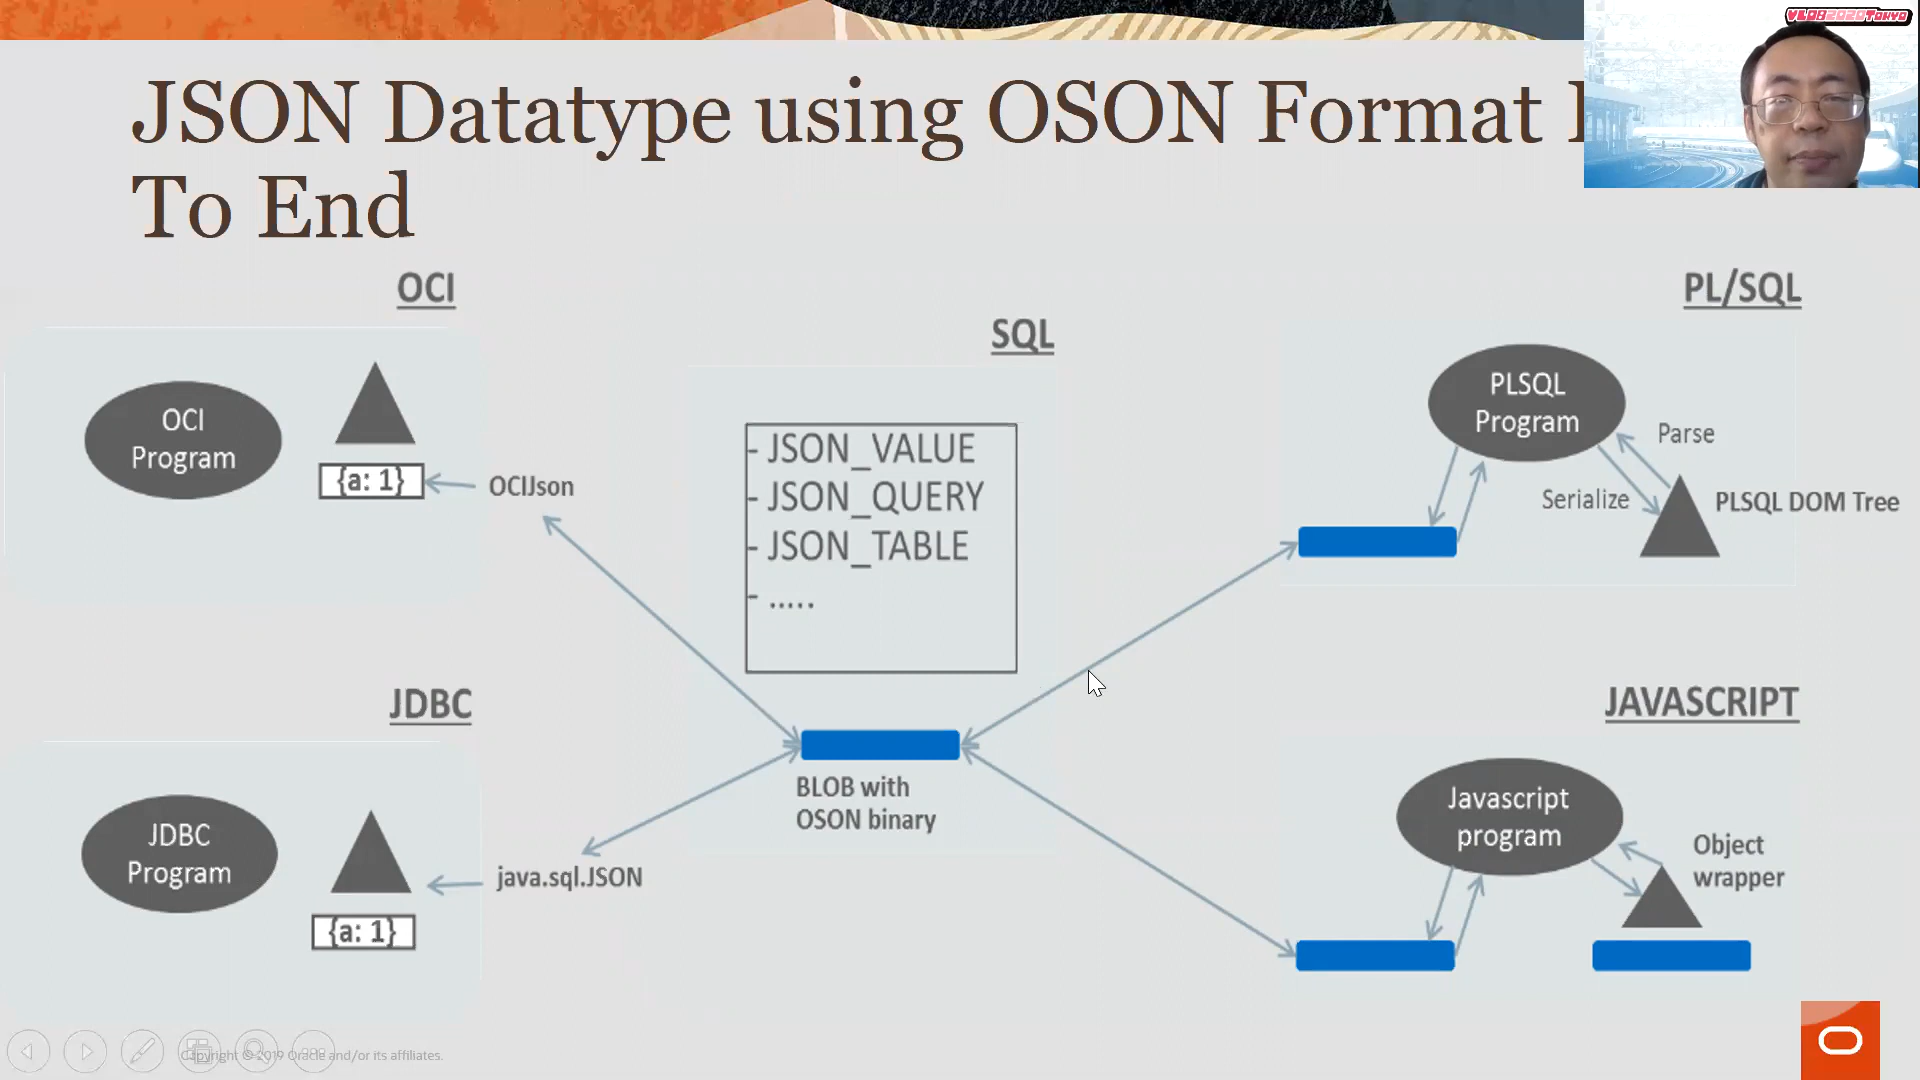 VLDB2020Tokyo
JSON Datatype using OSON Format
To End
OCI
OCI
Program
{a: 1}
OCIJson
JDBC
JDBC
Program
{a: 1}
java.sql.JSON
SQL
- JSON_VALUE
- JSON_QUERY
- JSON_TABLE
- .....
BLOB with
OSON binary
PL/SQL
PLSQL
Program
Parse
Serialize
PLSQL DOM Tree
JAVASCRIPT
Javascript
program
Object
wrapper
Copyright © 2019 Oracle and/or its affiliates.